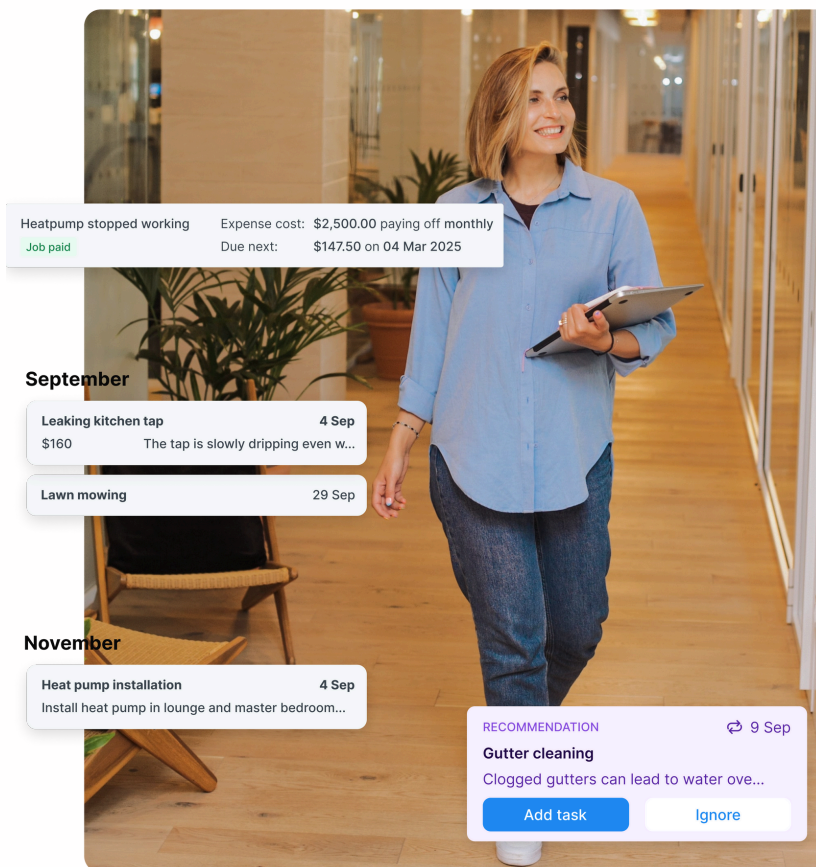 Heatpump stopped working Expense cost: $2,500.00 paying off monthly
Job paid Due next: $147.50 on 04 Mar 2025
September
Leaking kitchen tap 4 Sep
$160 The tap is slowly dripping even w...
Lawn mowing 29 Sep
November
Heat pump installation 4 Sep
Install heat pump in lounge and master bedroom...
RECOMMENDATION 9 Sep
Gutter cleaning
Clogged gutters can lead to water ove...
Add task Ignore